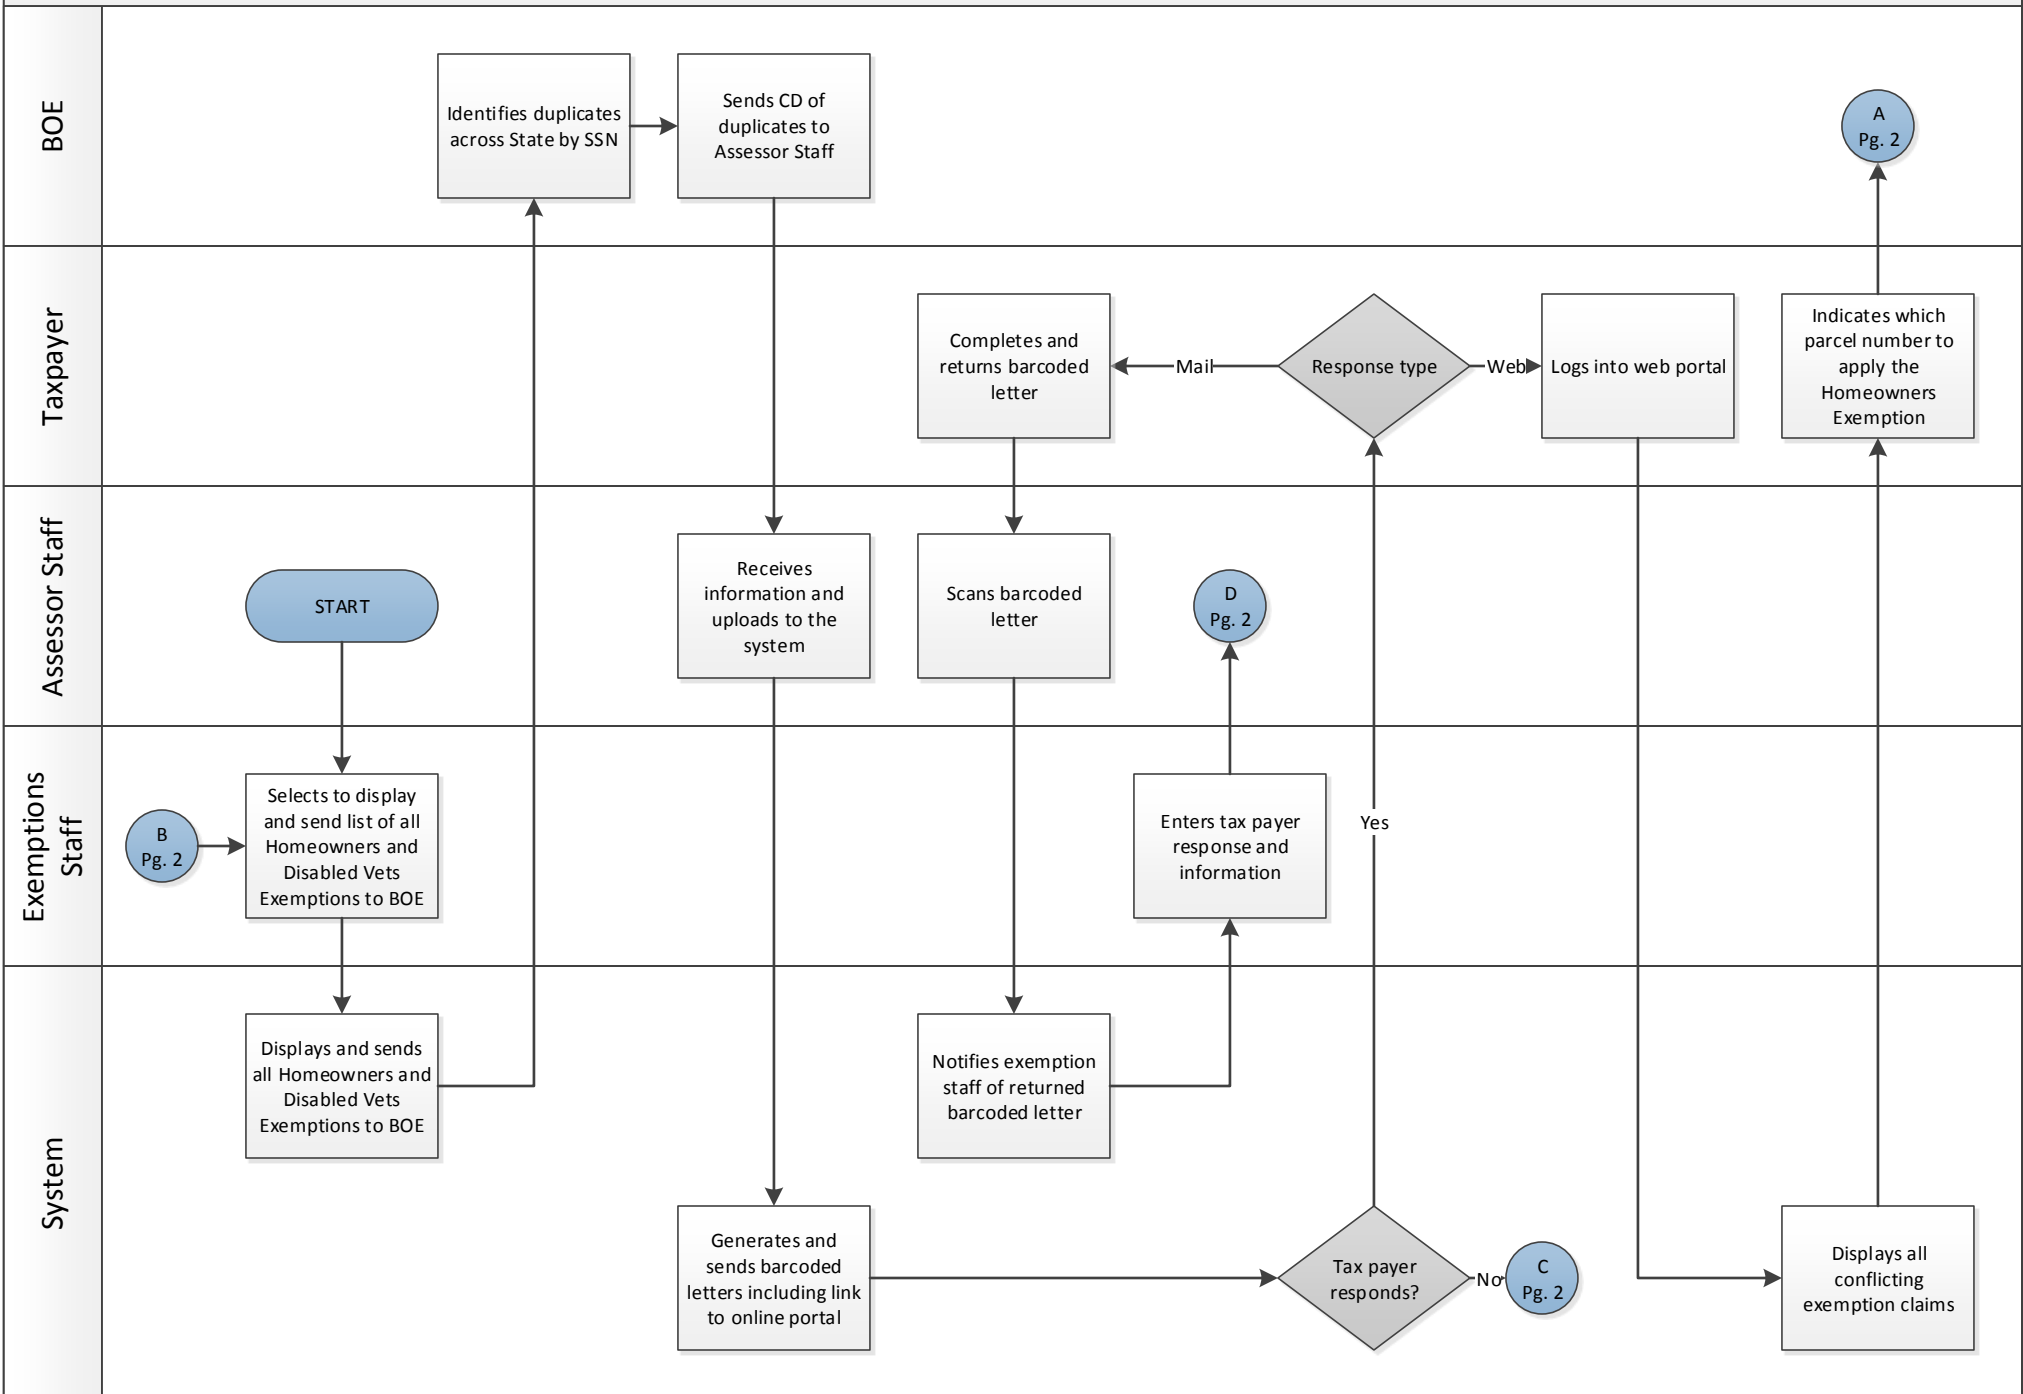 BOE
Identifies duplicates
across State by SSN
Sends CD of
duplicates to
Assessor Staff
A
Pg. 2
Taxpayer
Completes and
returns barcoded
letter
Mail
Response type
Web
Logs into web portal
Indicates which
parcel number to
apply the
Homeowners
Exemption
Assessor Staff
START
Receives
information and
uploads to the
system
Scans barcoded
letter
D
Pg. 2
Exemptions
Staff
B
Pg. 2
Selects to display
and send list of all
Homeowners and
Disabled Vets
Exemptions to BOE
Enters tax payer
response and
information
Yes
System
Displays and sends
all Homeowners and
Disabled Vets
Exemptions to BOE
Notifies exemption
staff of returned
barcoded letter
Generates and
sends barcoded
letters including link
to online portal
Tax payer
responds?
No
C
Pg. 2
Displays all
conflicting
exemption claims